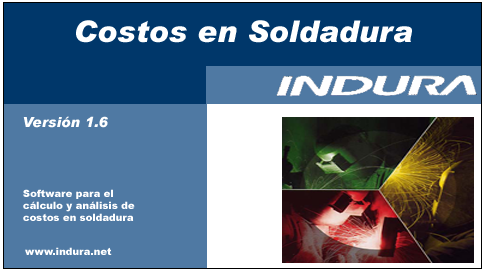 Costos en Soldadura
INDURA
Versión 1.6
Software para el
cálculo y análisis de
costos en soldadura
www.indura.net